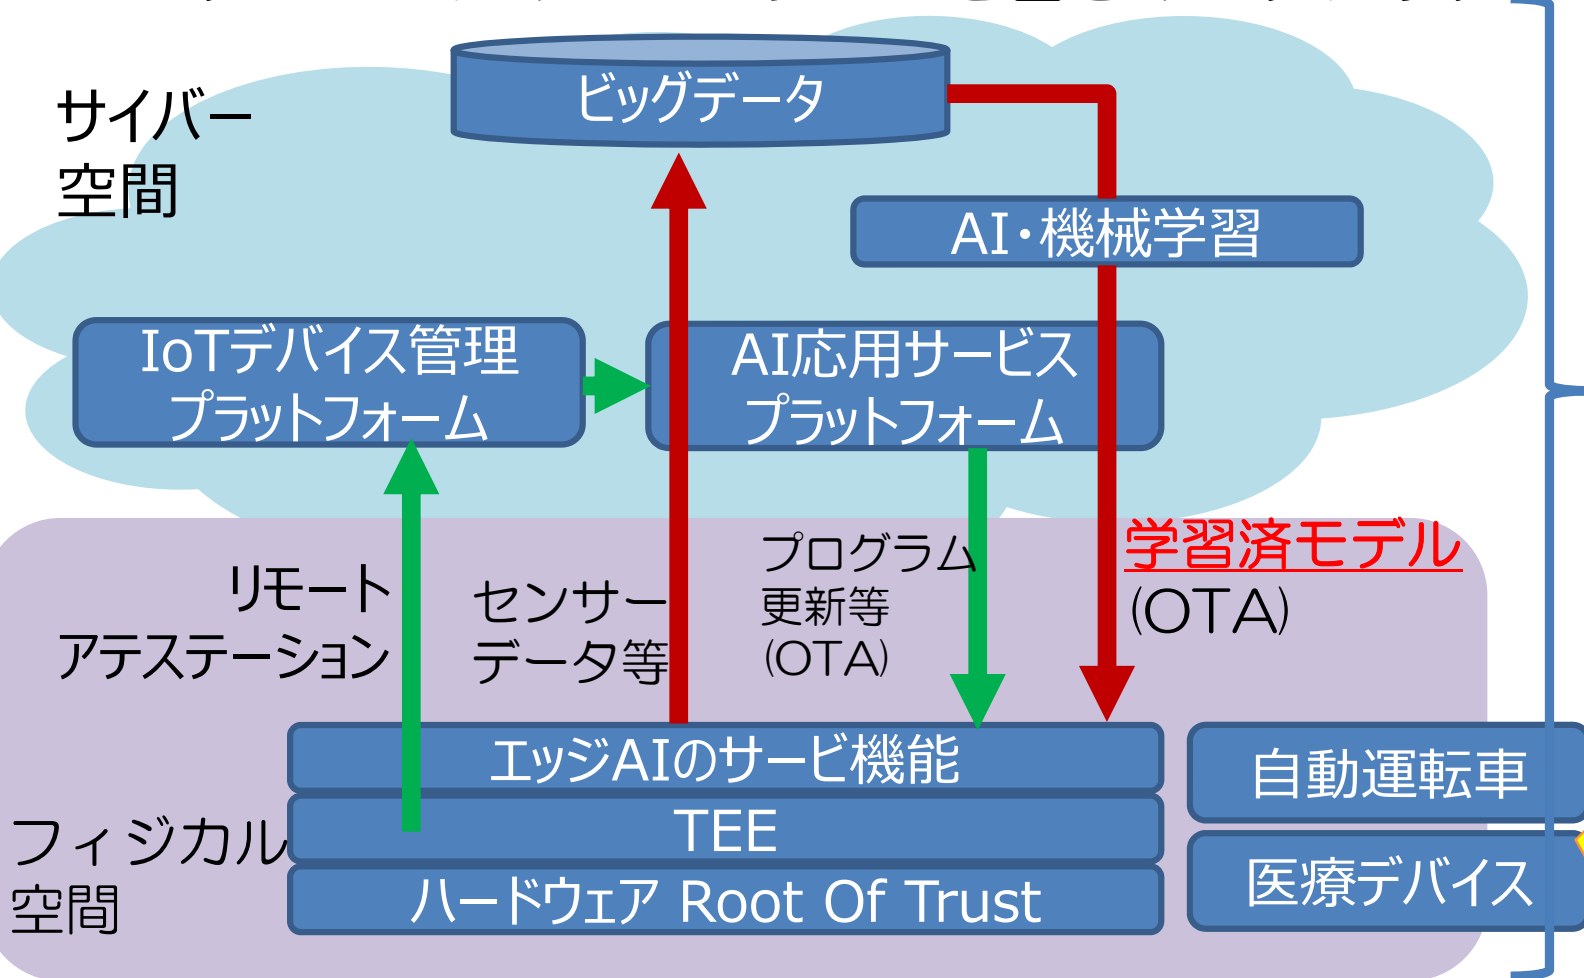 ビッグデータ
サイバー
空間
AI・機械学習
IoTデバイス管理
プラットフォーム
AI応用サービス
プラットフォーム
学習済モデル
(OTA)
プログラム
更新等
(OTA)
リモート
アテステーション
センサー
データ等
エッジAIのサービ機能
TEE
ハードウェア Root Of Trust
自動運転車
医療デバイス
フィジカル
空間